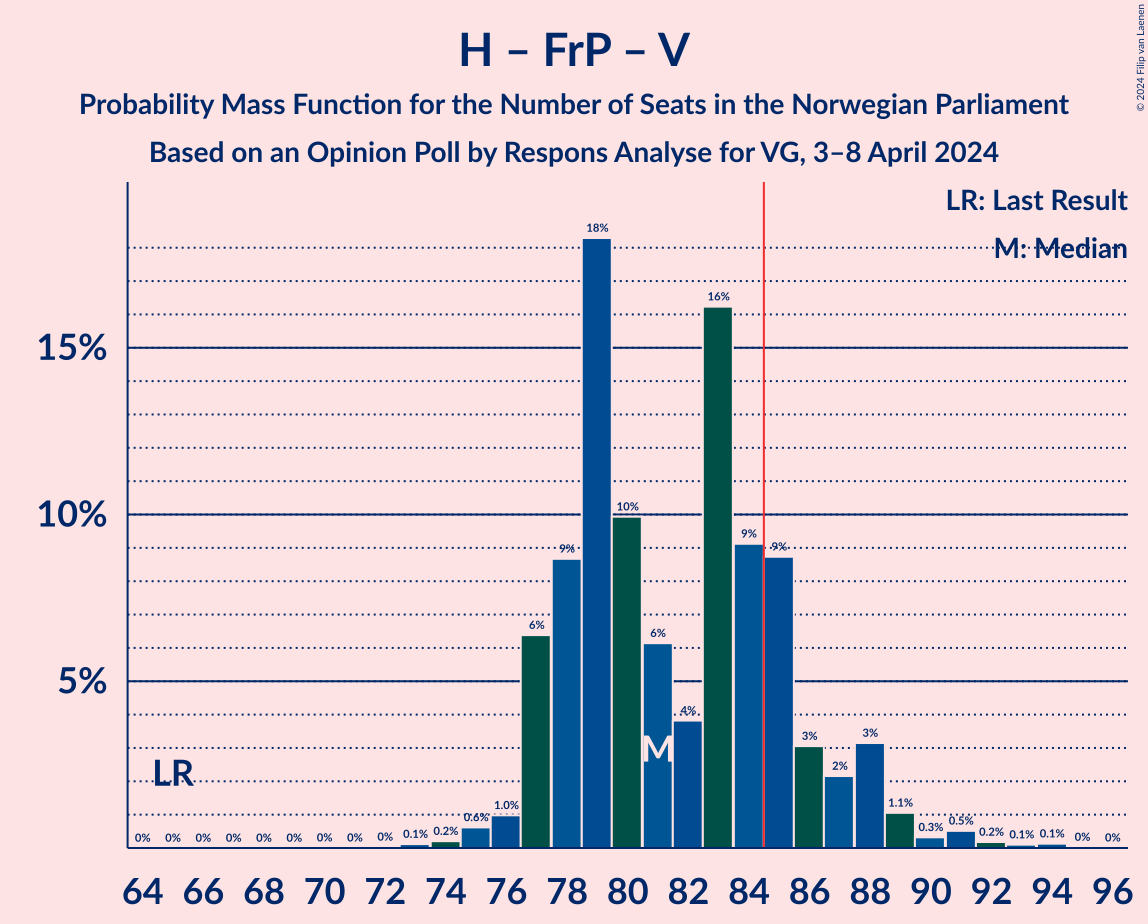 H – FrP – V
Probability Mass Function for the Number of Seats in the Norwegian Parliament
Based on an Opinion Poll by Respons Analyse for VG, 3–8 April 2024
© 2024 Filip van Laenen
LR: Last Result
M: Median
15%
10%
5%
0% 0% 0% 0% 0% 0% 0% 0% 0% 0.1% 0.2% 0.6% 1.0% 6% 9% 18% 10% 6% 4% 16% 9% 9% 3% 2% 3% 1.1% 0.3% 0.5% 0.2% 0.1% 0.1% 0% 0%
LR
M
64 66 68 70 72 74 76 78 80 82 84 86 88 90 92 94 96